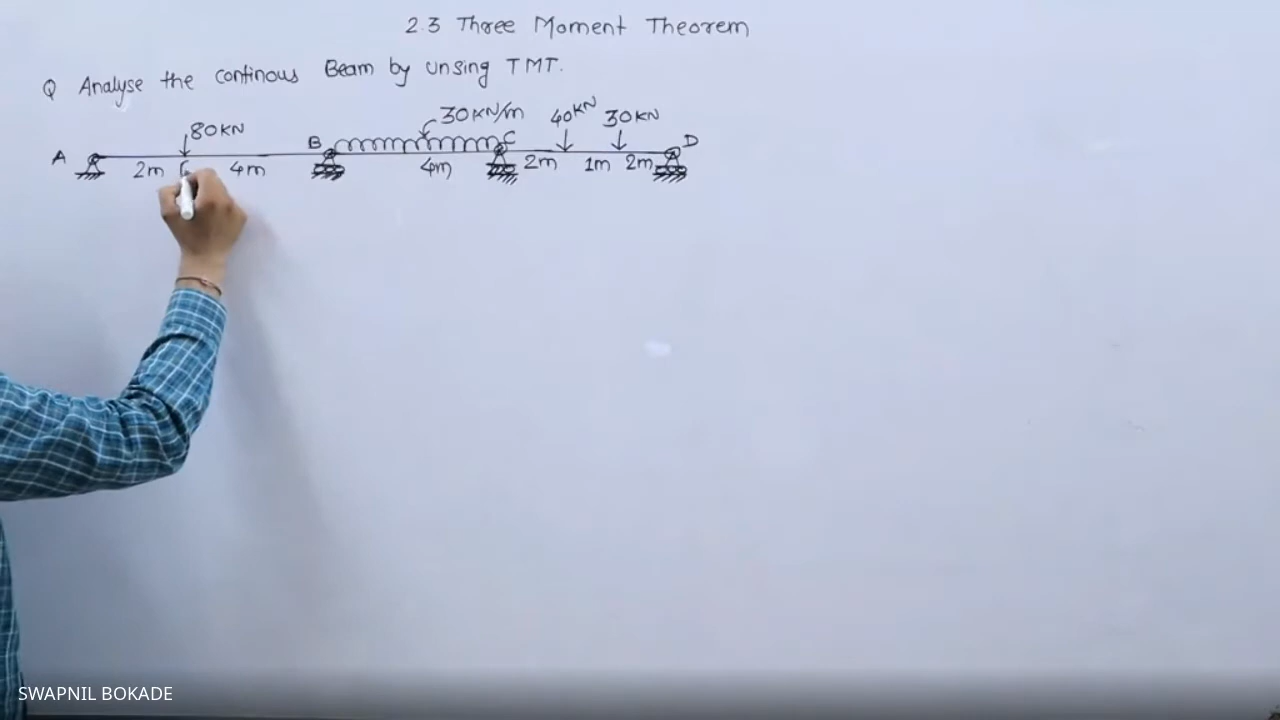 2.3 Three Moment Theorem
Q Analyse the continous Beam by unsing TMT.
30KN/m 40KN 30KN
80KN
A B C D
2m 4m 4m 2m 1m 2m
SWAPNIL BOKADE